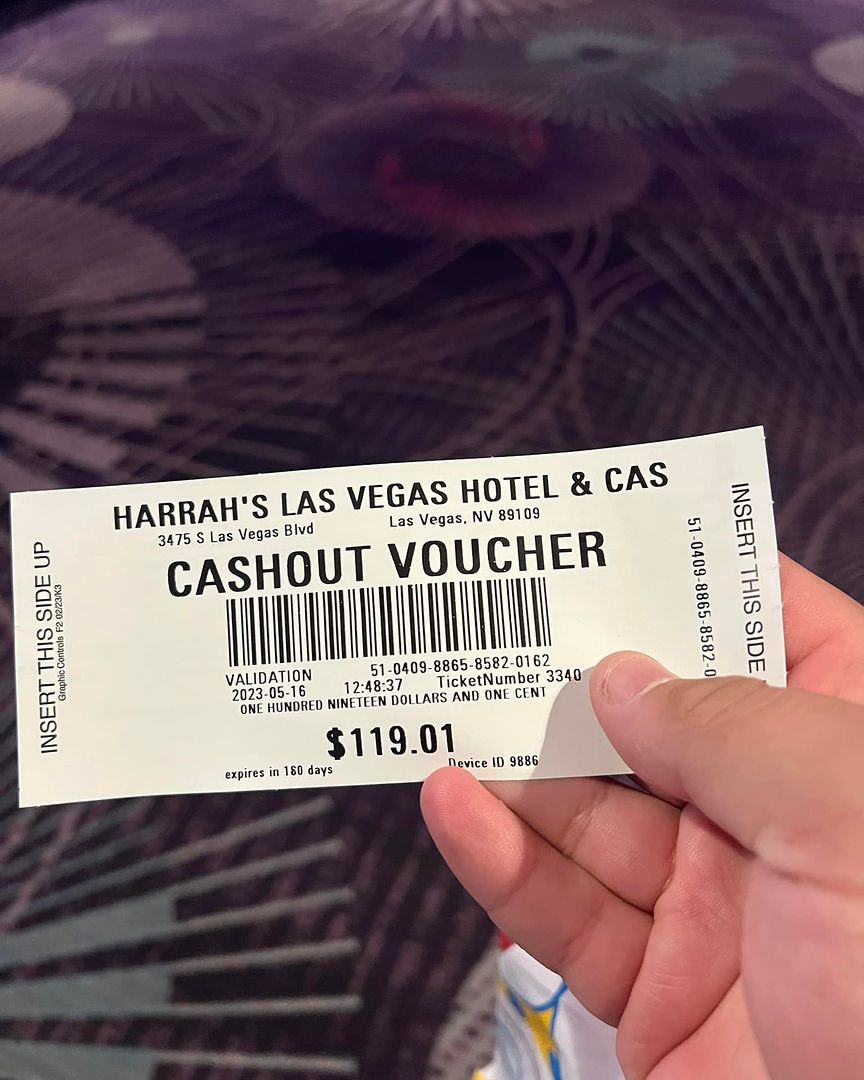 HARRAH'S LAS VEGAS HOTEL & CAS
3475 S Las Vegas Blvd Las Vegas, NV 89109
CASHOUT VOUCHER
INSERT THIS SIDE UP
Graphic Controls F2 02/23/K3
VALIDATION 51-0409-8865-8582-0162
2023-05-16 12:48:37 TicketNumber 3340
ONE HUNDRED NINETEEN DOLLARS AND ONE CENT
$119.01
expires in 180 days Device ID 9886
51-0409-8865-8582-0
INSERT THIS SIDE